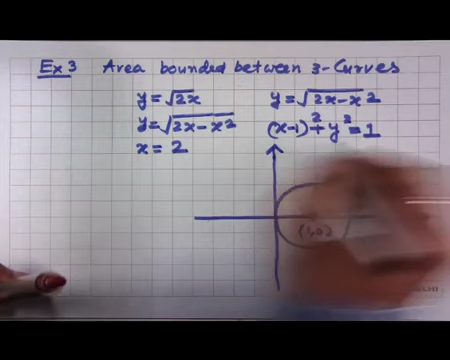 Ex 3 Area bounded between 3-Curves
y = √2x
y = √2x-x2
x = 2
y = √2x-x2
(x-1)2 + y2 = 1
(1,0)